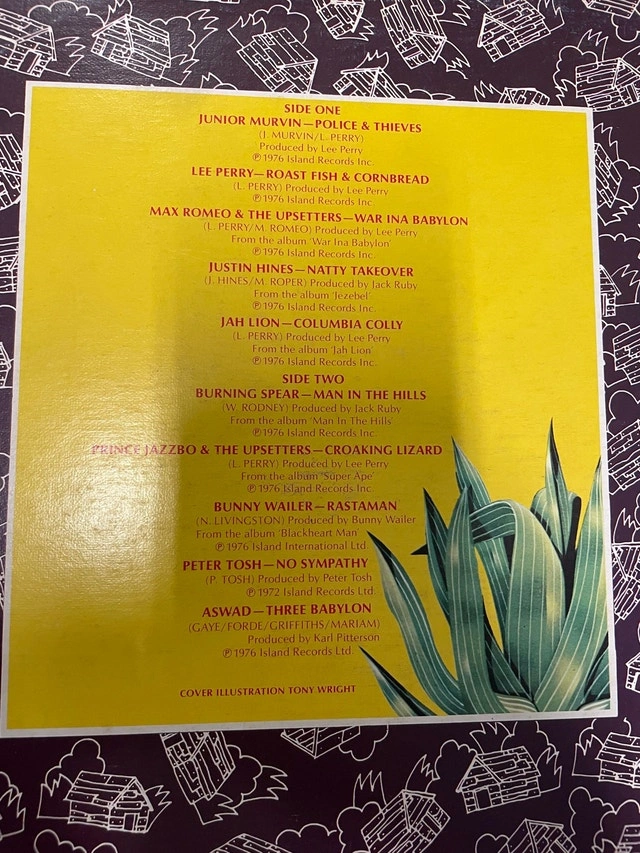 SIDE ONE
JUNIOR MURVIN—POLICE & THIEVES
(J. MURVIN/L. PERRY)
Produced by Lee Perry
℗ 1976 Island Records Inc.
LEE PERRY—ROAST FISH & CORNBREAD
(L. PERRY) Produced by Lee Perry
℗ 1976 Island Records Inc.
MAX ROMEO & THE UPSETTERS—WAR INA BABYLON
(L. PERRY/M. ROMEO) Produced by Lee Perry
From the album 'War Ina Babylon'
℗ 1976 Island Records Inc.
JUSTIN HINES—NATTY TAKEOVER
(J. HINES/M. ROPER) Produced by Jack Ruby
From the album 'Jezebel'
℗ 1976 Island Records Inc.
JAH LION—COLUMBIA COLLY
(L. PERRY) Produced by Lee Perry
From the album 'Jah Lion'
℗ 1976 Island Records Inc.
SIDE TWO
BURNING SPEAR—MAN IN THE HILLS
(W. RODNEY) Produced by Jack Ruby
From the album 'Man In The Hills'
℗ 1976 Island Records Inc.
PRINCE JAZZBO & THE UPSETTERS—CROAKING LIZARD
(L. PERRY) Produced by Lee Perry
From the album 'Super Ape'
℗ 1976 Island Records Inc.
BUNNY WAILER—RASTAMAN
(N. LIVINGSTON) Produced by Bunny Wailer
From the album 'Blackheart Man'
℗ 1976 Island International Ltd.
PETER TOSH—NO SYMPATHY
(P. TOSH) Produced by Peter Tosh
℗ 1972 Island Records Ltd.
ASWAD—THREE BABYLON
(GAYE/FORDE/GRIFFITHS/MARIAM)
Produced by Karl Pitterson
℗ 1976 Island Records Ltd.
COVER ILLUSTRATION TONY WRIGHT